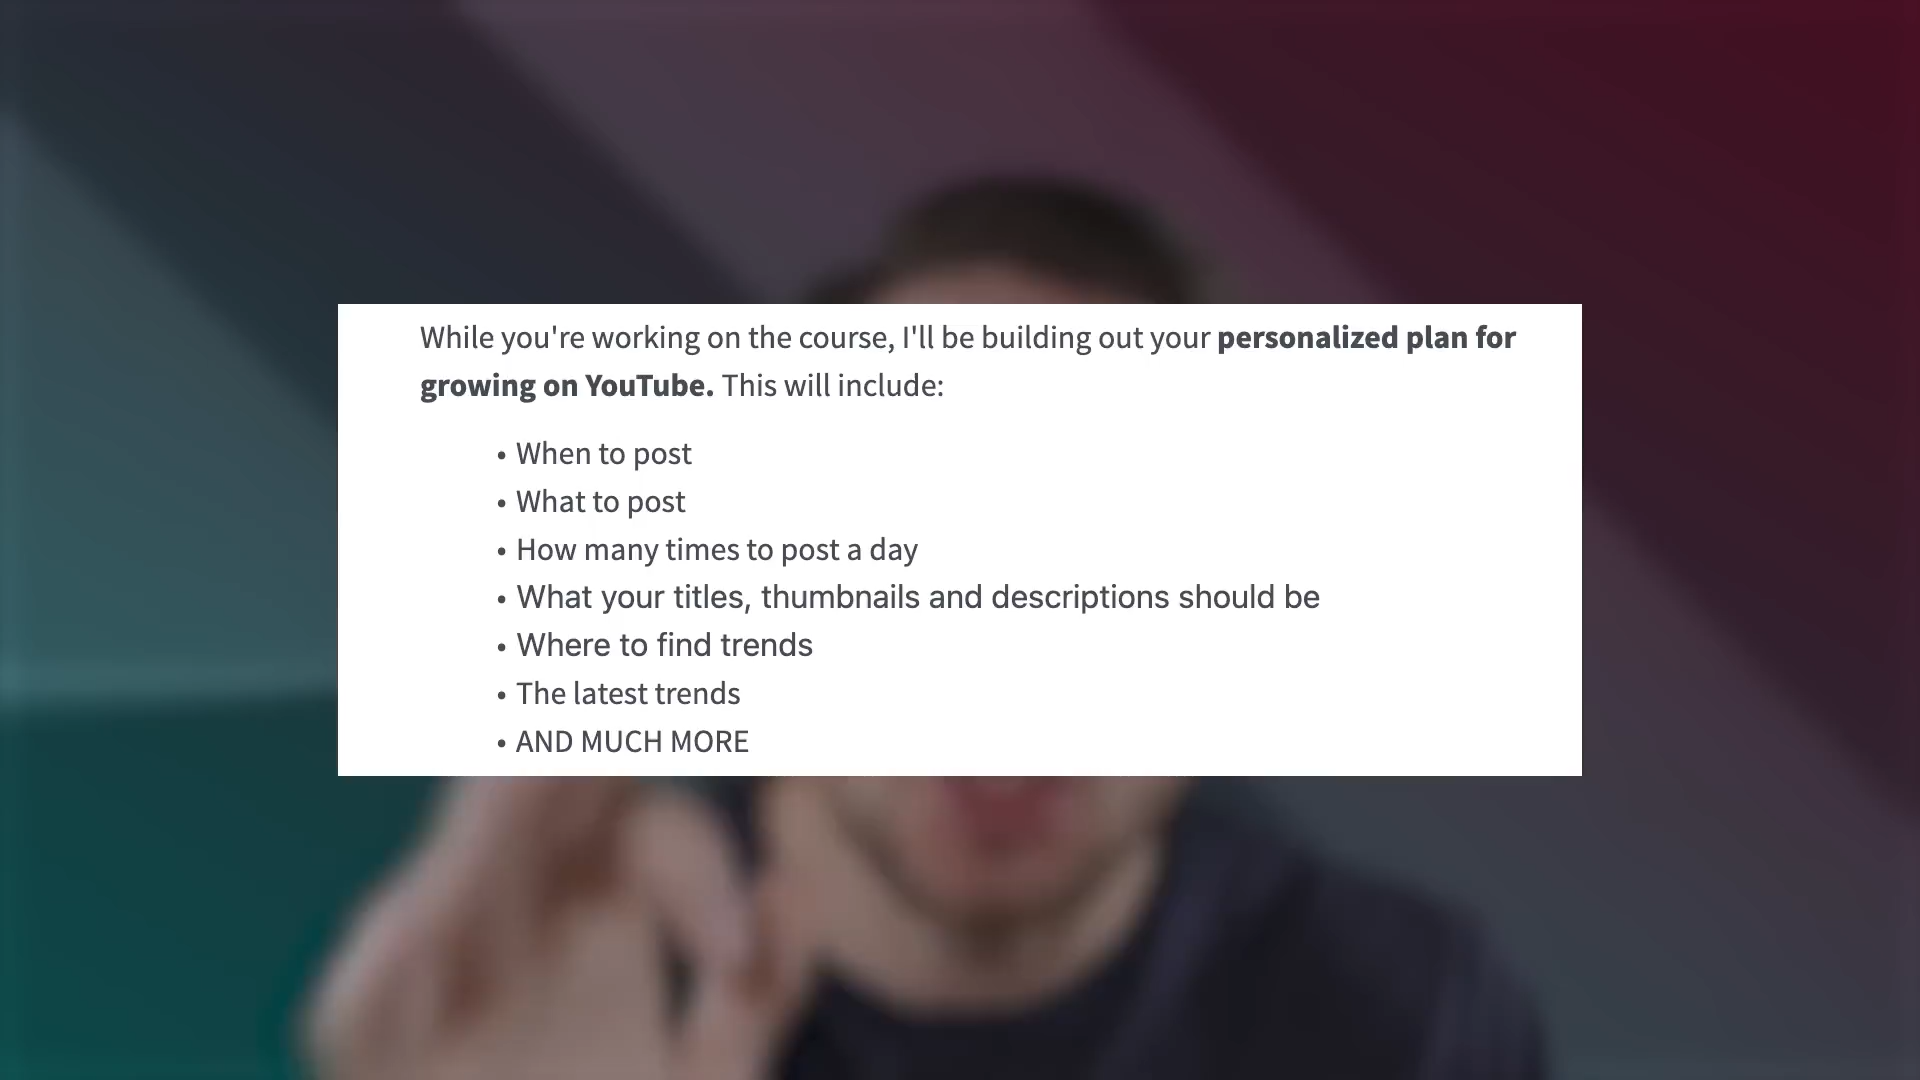 While you're working on the course, I'll be building out your personalized plan for
growing on YouTube. This will include:
• When to post
• What to post
• How many times to post a day
• What your titles, thumbnails and descriptions should be
• Where to find trends
• The latest trends
• AND MUCH MORE